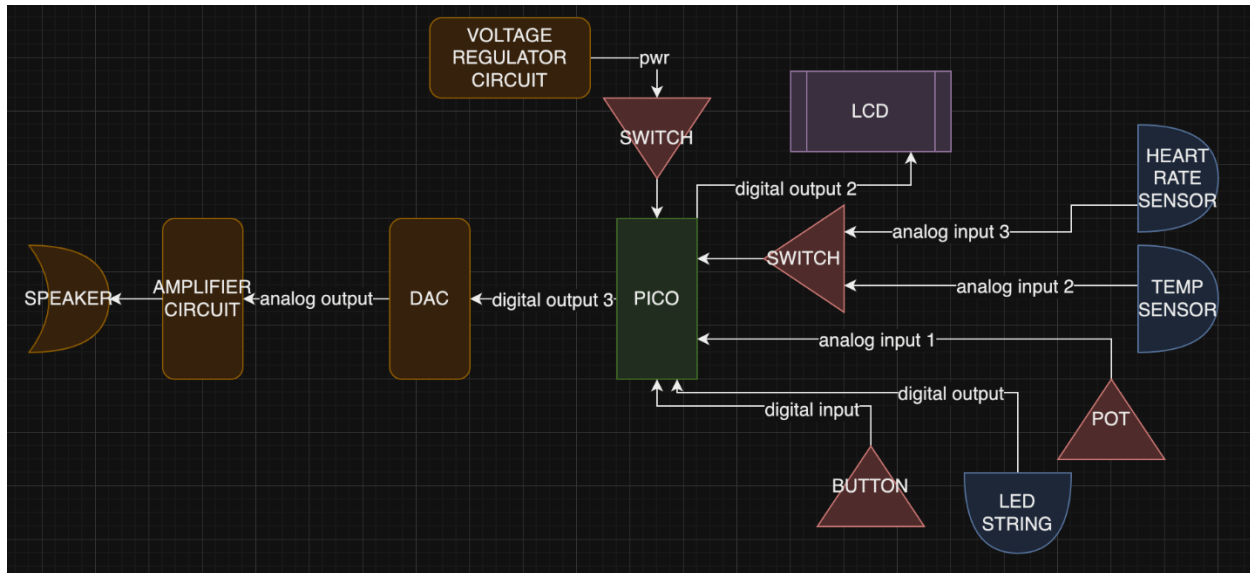 VOLTAGE
REGULATOR
CIRCUIT
pwr
SWITCH
LCD
HEART
RATE
SENSOR
digital output 2
analog input 3
SWITCH
TEMP
SENSOR
analog input 2
SPEAKER
AMPLIFIER
CIRCUIT
analog output
DAC
digital output 3
PICO
analog input 1
digital output
digital input
POT
BUTTON
LED
STRING